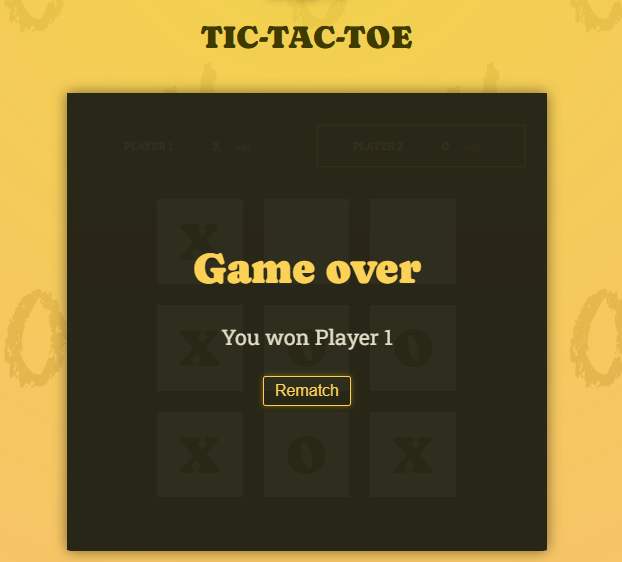 TIC-TAC-TOE
PLAYER 1 X
PLAYER 2 O
X
Game over
X O O
You won Player 1
Rematch
X O X